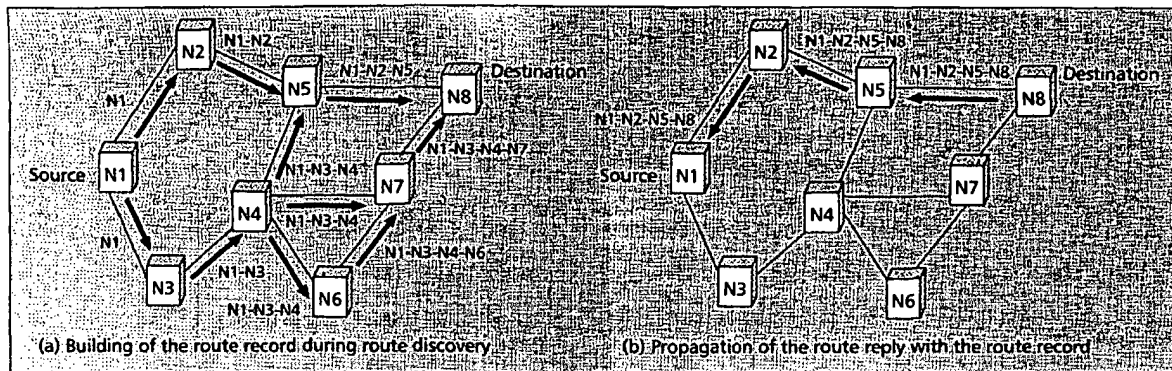 N2
N1-N2
N5
N1-N2-N5
Destination
N8
N1
N1
Source
N1-N3-N4
N7
N1-N3-N4-N7
N4
N1-N3-N4
N1
N3
N1-N3
N1-N3-N4
N6
N1-N3-N4-N6
(a) Building of the route record during route discovery
N2
N1-N2-N5-N8
N5
N1-N2-N5-N8
Destination
N8
N1-N2-N5-N8
Source
N1
N4
N7
N3
N6
(b) Propagation of the route reply with the route record